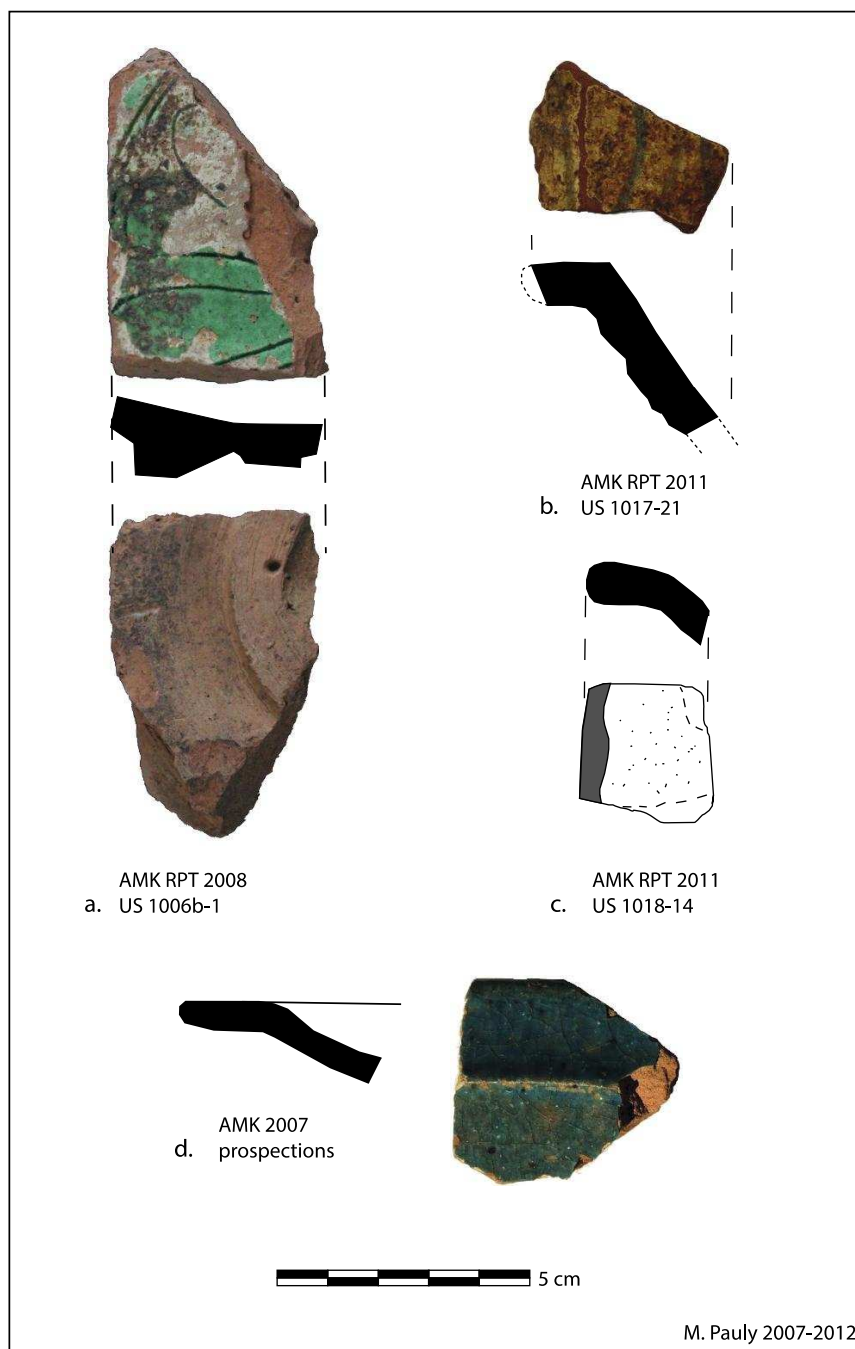 AMK RPT 2011
b. US 1017-21
AMK RPT 2008
a. US 1006b-1
AMK RPT 2011
c. US 1018-14
AMK 2007
d. prospections
5 cm
M. Pauly 2007-2012